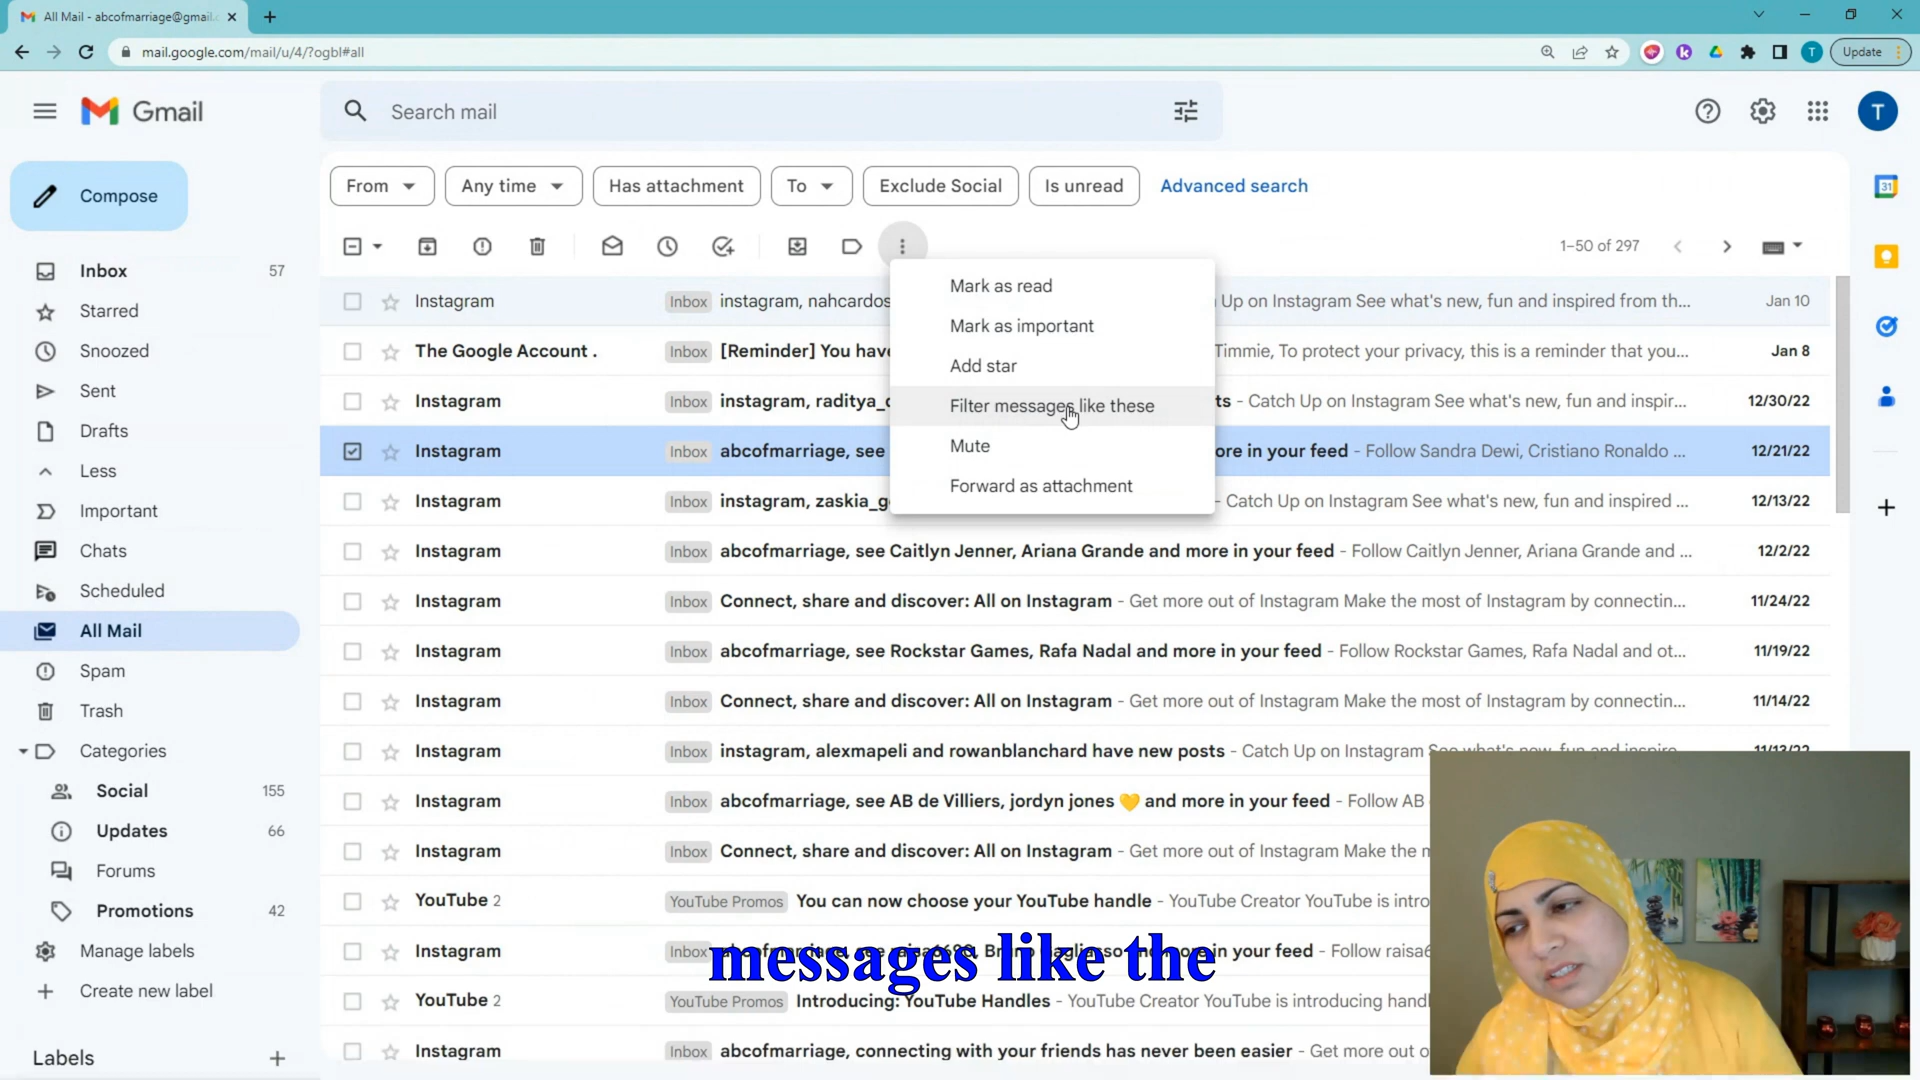 All Mail - abcofmarriage@gmail.
mail.google.com/mail/u/4/?ogbl#all
Update
Gmail
Search mail
T
Compose
From
Any time
Has attachment
To
Exclude Social
Is unread
Advanced search
1–50 of 297
Inbox 57
Starred
Snoozed
Sent
Drafts
Less
Important
Chats
Scheduled
All Mail
Spam
Trash
Categories
Social 155
Updates 66
Forums
Promotions 42
Manage labels
Create new label
Labels
Mark as read
Mark as important
Add star
Filter messages like these
Mute
Forward as attachment
Instagram Inbox instagram, nahcardos Up on Instagram See what's new, fun and inspired from th... Jan 10
The Google Account . Inbox [Reminder] You have Timmie, To protect your privacy, this is a reminder that you... Jan 8
Instagram Inbox instagram, raditya_ ts - Catch Up on Instagram See what's new, fun and inspir... 12/30/22
Instagram Inbox abcofmarriage, see ore in your feed - Follow Sandra Dewi, Cristiano Ronaldo ... 12/21/22
Instagram Inbox instagram, zaskia_g - Catch Up on Instagram See what's new, fun and inspired ... 12/13/22
Instagram Inbox abcofmarriage, see Caitlyn Jenner, Ariana Grande and more in your feed - Follow Caitlyn Jenner, Ariana Grande and ... 12/2/22
Instagram Inbox Connect, share and discover: All on Instagram - Get more out of Instagram Make the most of Instagram by connectin... 11/24/22
Instagram Inbox abcofmarriage, see Rockstar Games, Rafa Nadal and more in your feed - Follow Rockstar Games, Rafa Nadal and ot... 11/19/22
Instagram Inbox Connect, share and discover: All on Instagram - Get more out of Instagram Make the most of Instagram by connectin... 11/14/22
Instagram Inbox instagram, alexmapeli and rowanblanchard have new posts - Catch Up on Instagram See what's new, fun and inspire 11/13/22
Instagram Inbox abcofmarriage, see AB de Villiers, jordyn jones 💛 and more in your feed - Follow AB
Instagram Inbox Connect, share and discover: All on Instagram - Get more out of Instagram Make the m
YouTube 2 YouTube Promos You can now choose your YouTube handle - YouTube Creator YouTube is intro
Instagram Inbox and more in your feed - Follow raisa6
messages like the
YouTube 2 YouTube Promos Introducing: YouTube Handles - YouTube Creator YouTube is introducing hand
Instagram Inbox abcofmarriage, connecting with your friends has never been easier - Get more out o